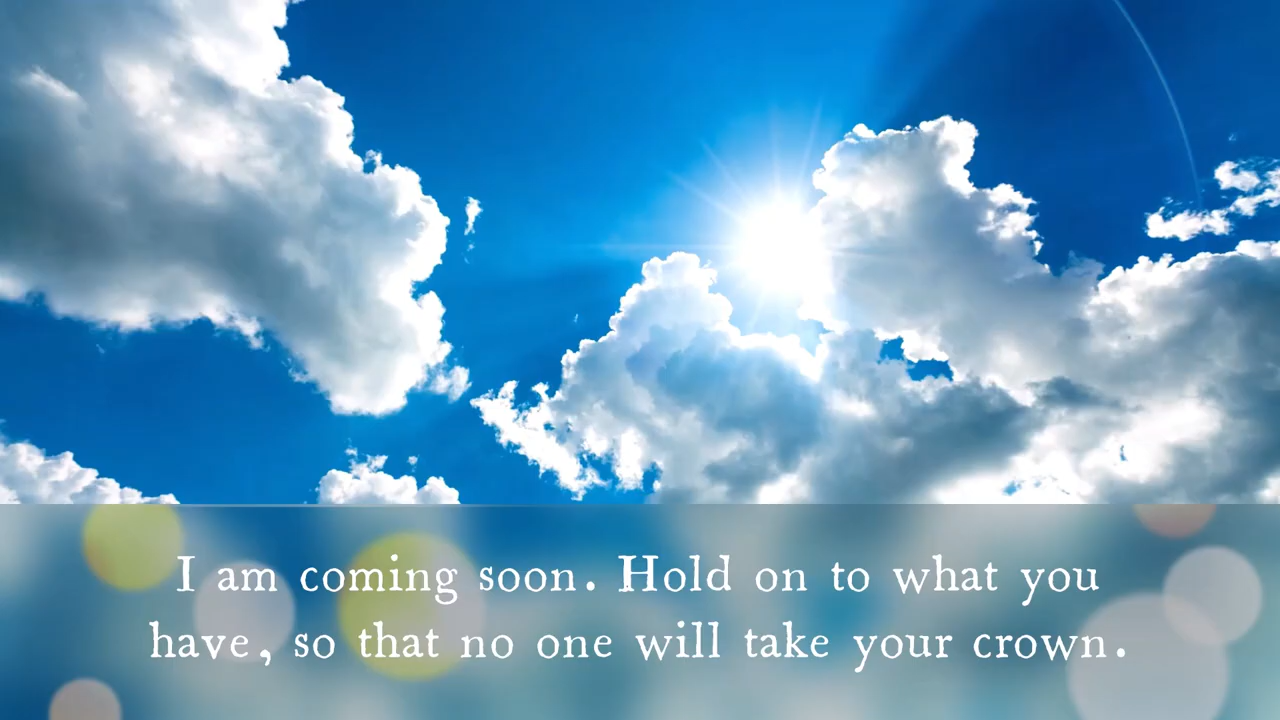 I am coming soon. Hold on to what you
have, so that no one will take your crown.